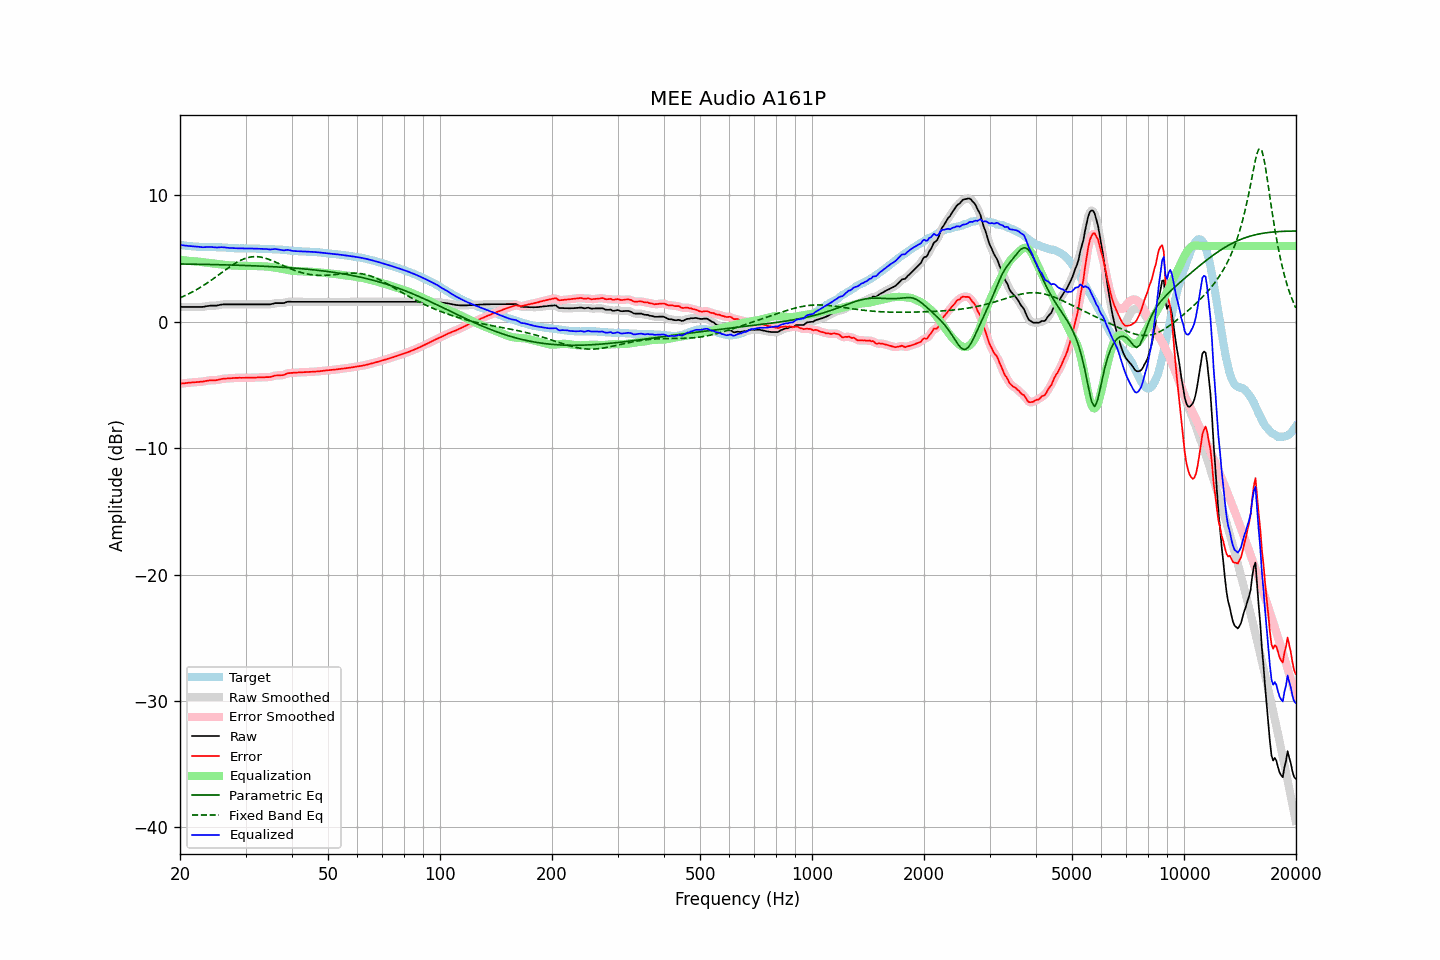 MEE Audio A161P
Amplitude (dBr)
10
0
−10
−20
−30
−40
Target
Raw Smoothed
Error Smoothed
Raw
Error
Equalization
Parametric Eq
Fixed Band Eq
Equalized
20 50 100 200 500 1000 2000 5000 10000 20000
Frequency (Hz)